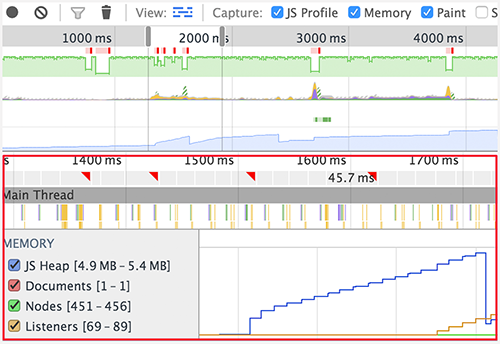 View: Capture: JS Profile Memory Paint S
1000 ms 2000 ms 3000 ms 4000 ms
s 1400 ms 1500 ms 1600 ms 1700 ms
45.7 ms
Main Thread
MEMORY
JS Heap [4.9 MB – 5.4 MB]
Documents [1 – 1]
Nodes [451 – 456]
Listeners [69 – 89]